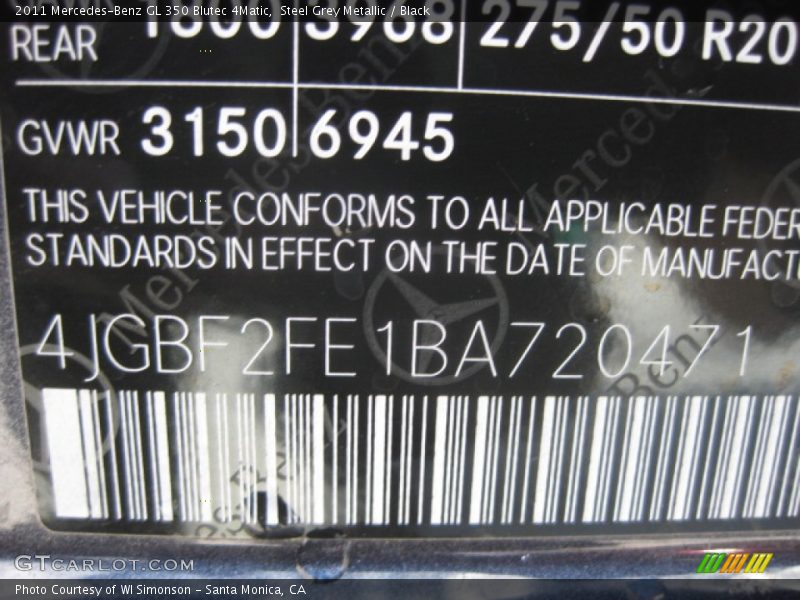 2011 Mercedes-Benz GL 350 Blutec 4Matic, Steel Grey Metallic / Black
REAR 1800 3968 275/50 R20
GVWR 3150 6945
THIS VEHICLE CONFORMS TO ALL APPLICABLE FEDER
STANDARDS IN EFFECT ON THE DATE OF MANUFACT
4JGBF2FE1BA720471
GTCARLOT.COM
Photo Courtesy of WI Simonson - Santa Monica, CA